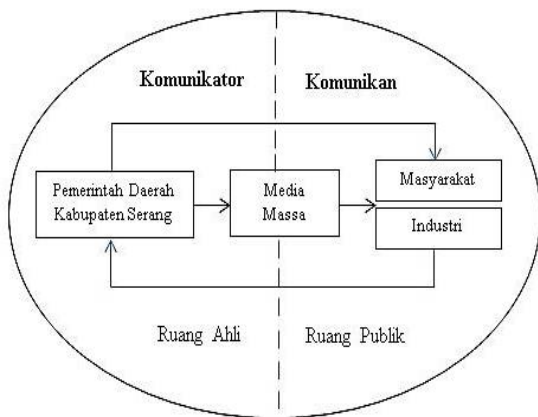 Komunikator
Komunikan
Pemerintah Daerah
Kabupaten Serang
Media
Massa
Masyarakat
Industri
Ruang Ahli
Ruang Publik